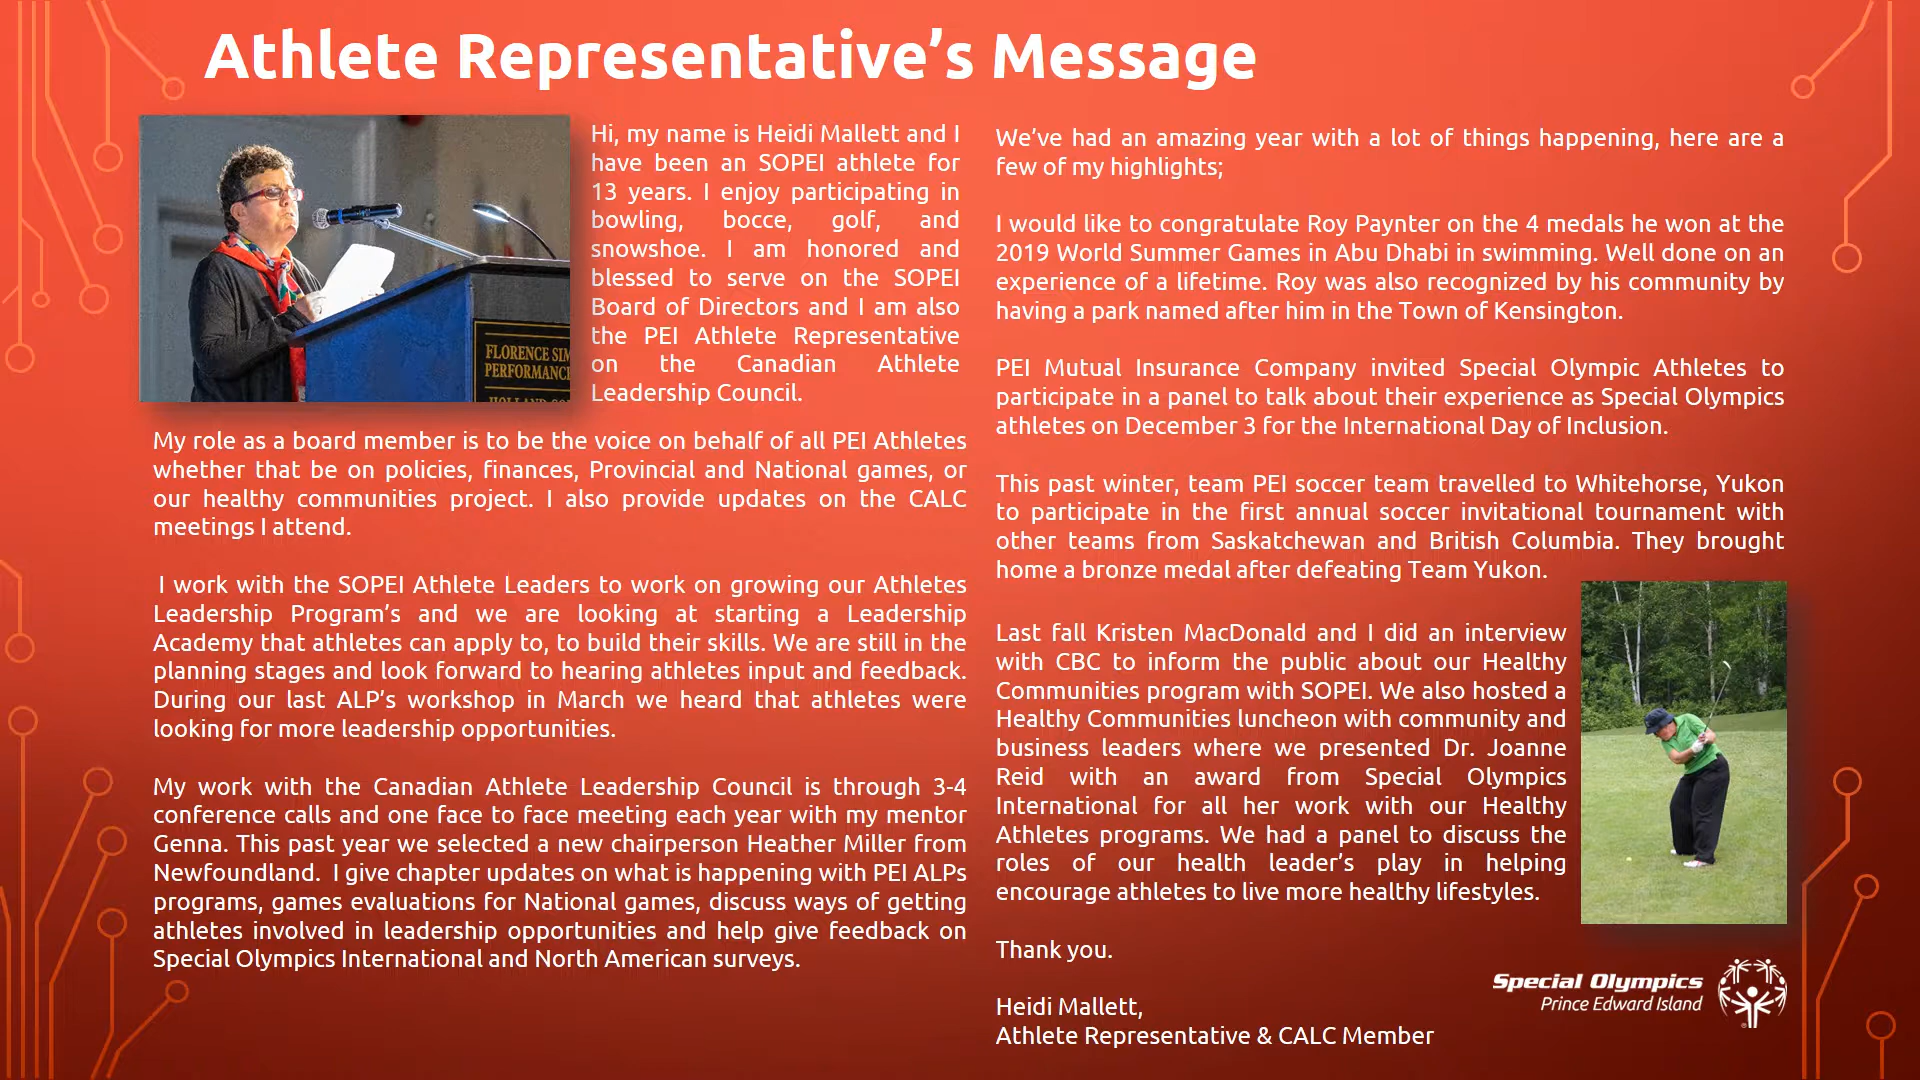 Athlete Representative’s Message
Hi, my name is Heidi Mallett and I
have been an SOPEI athlete for
13 years. I enjoy participating in
bowling, bocce, golf, and
snowshoe. I am honored and
blessed to serve on the SOPEI
Board of Directors and I am also
the PEI Athlete Representative
on the Canadian Athlete
Leadership Council.
FLORENCE
PERFORMANC
My role as a board member is to be the voice on behalf of all PEI Athletes
whether that be on policies, finances, Provincial and National games, or
our healthy communities project. I also provide updates on the CALC
meetings I attend.
I work with the SOPEI Athlete Leaders to work on growing our Athletes
Leadership Program’s and we are looking at starting a Leadership
Academy that athletes can apply to, to build their skills. We are still in the
planning stages and look forward to hearing athletes input and feedback.
During our last ALP’s workshop in March we heard that athletes were
looking for more leadership opportunities.
My work with the Canadian Athlete Leadership Council is through 3-4
conference calls and one face to face meeting each year with my mentor
Genna. This past year we selected a new chairperson Heather Miller from
Newfoundland.  I give chapter updates on what is happening with PEI ALPs
programs, games evaluations for National games, discuss ways of getting
athletes involved in leadership opportunities and help give feedback on
Special Olympics International and North American surveys.
We’ve had an amazing year with a lot of things happening, here are a
few of my highlights;
I would like to congratulate Roy Paynter on the 4 medals he won at the
2019 World Summer Games in Abu Dhabi in swimming. Well done on an
experience of a lifetime. Roy was also recognized by his community by
having a park named after him in the Town of Kensington.
PEI Mutual Insurance Company invited Special Olympic Athletes to
participate in a panel to talk about their experience as Special Olympics
athletes on December 3 for the International Day of Inclusion.
This past winter, team PEI soccer team travelled to Whitehorse, Yukon
to participate in the first annual soccer invitational tournament with
other teams from Saskatchewan and British Columbia. They brought
home a bronze medal after defeating Team Yukon.
Last fall Kristen MacDonald and I did an interview
with CBC to inform the public about our Healthy
Communities program with SOPEI. We also hosted a
Healthy Communities luncheon with community and
business leaders where we presented Dr. Joanne
Reid with an award from Special Olympics
International for all her work with our Healthy
Athletes programs. We had a panel to discuss the
roles of our health leader’s play in helping
encourage athletes to live more healthy lifestyles.
Thank you.
Heidi Mallett,
Athlete Representative & CALC Member
Special Olympics
Prince Edward Island